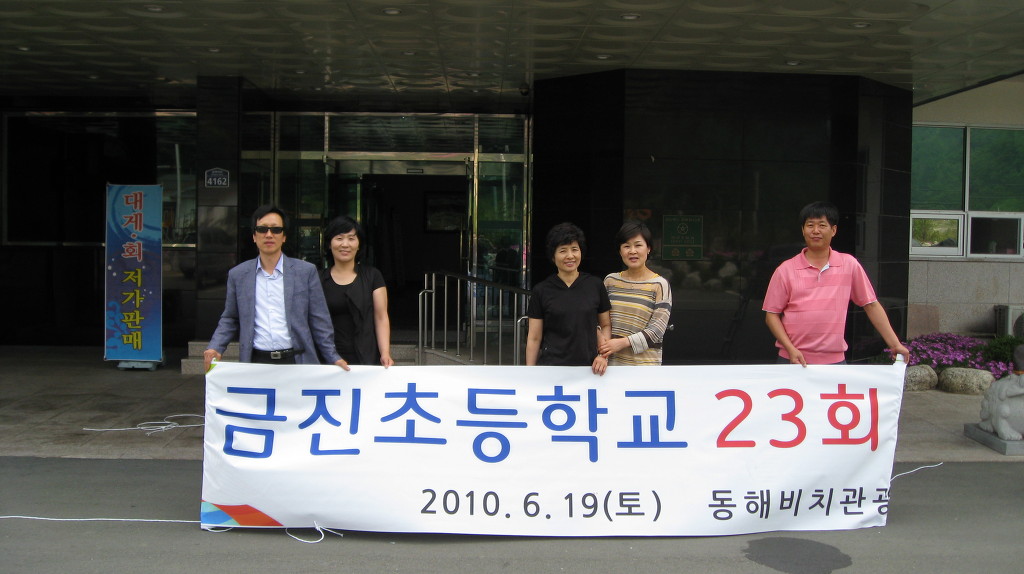 4162
대게·회 저가판매
금진초등학교 23회
2010. 6. 19(토) 동해비치관광